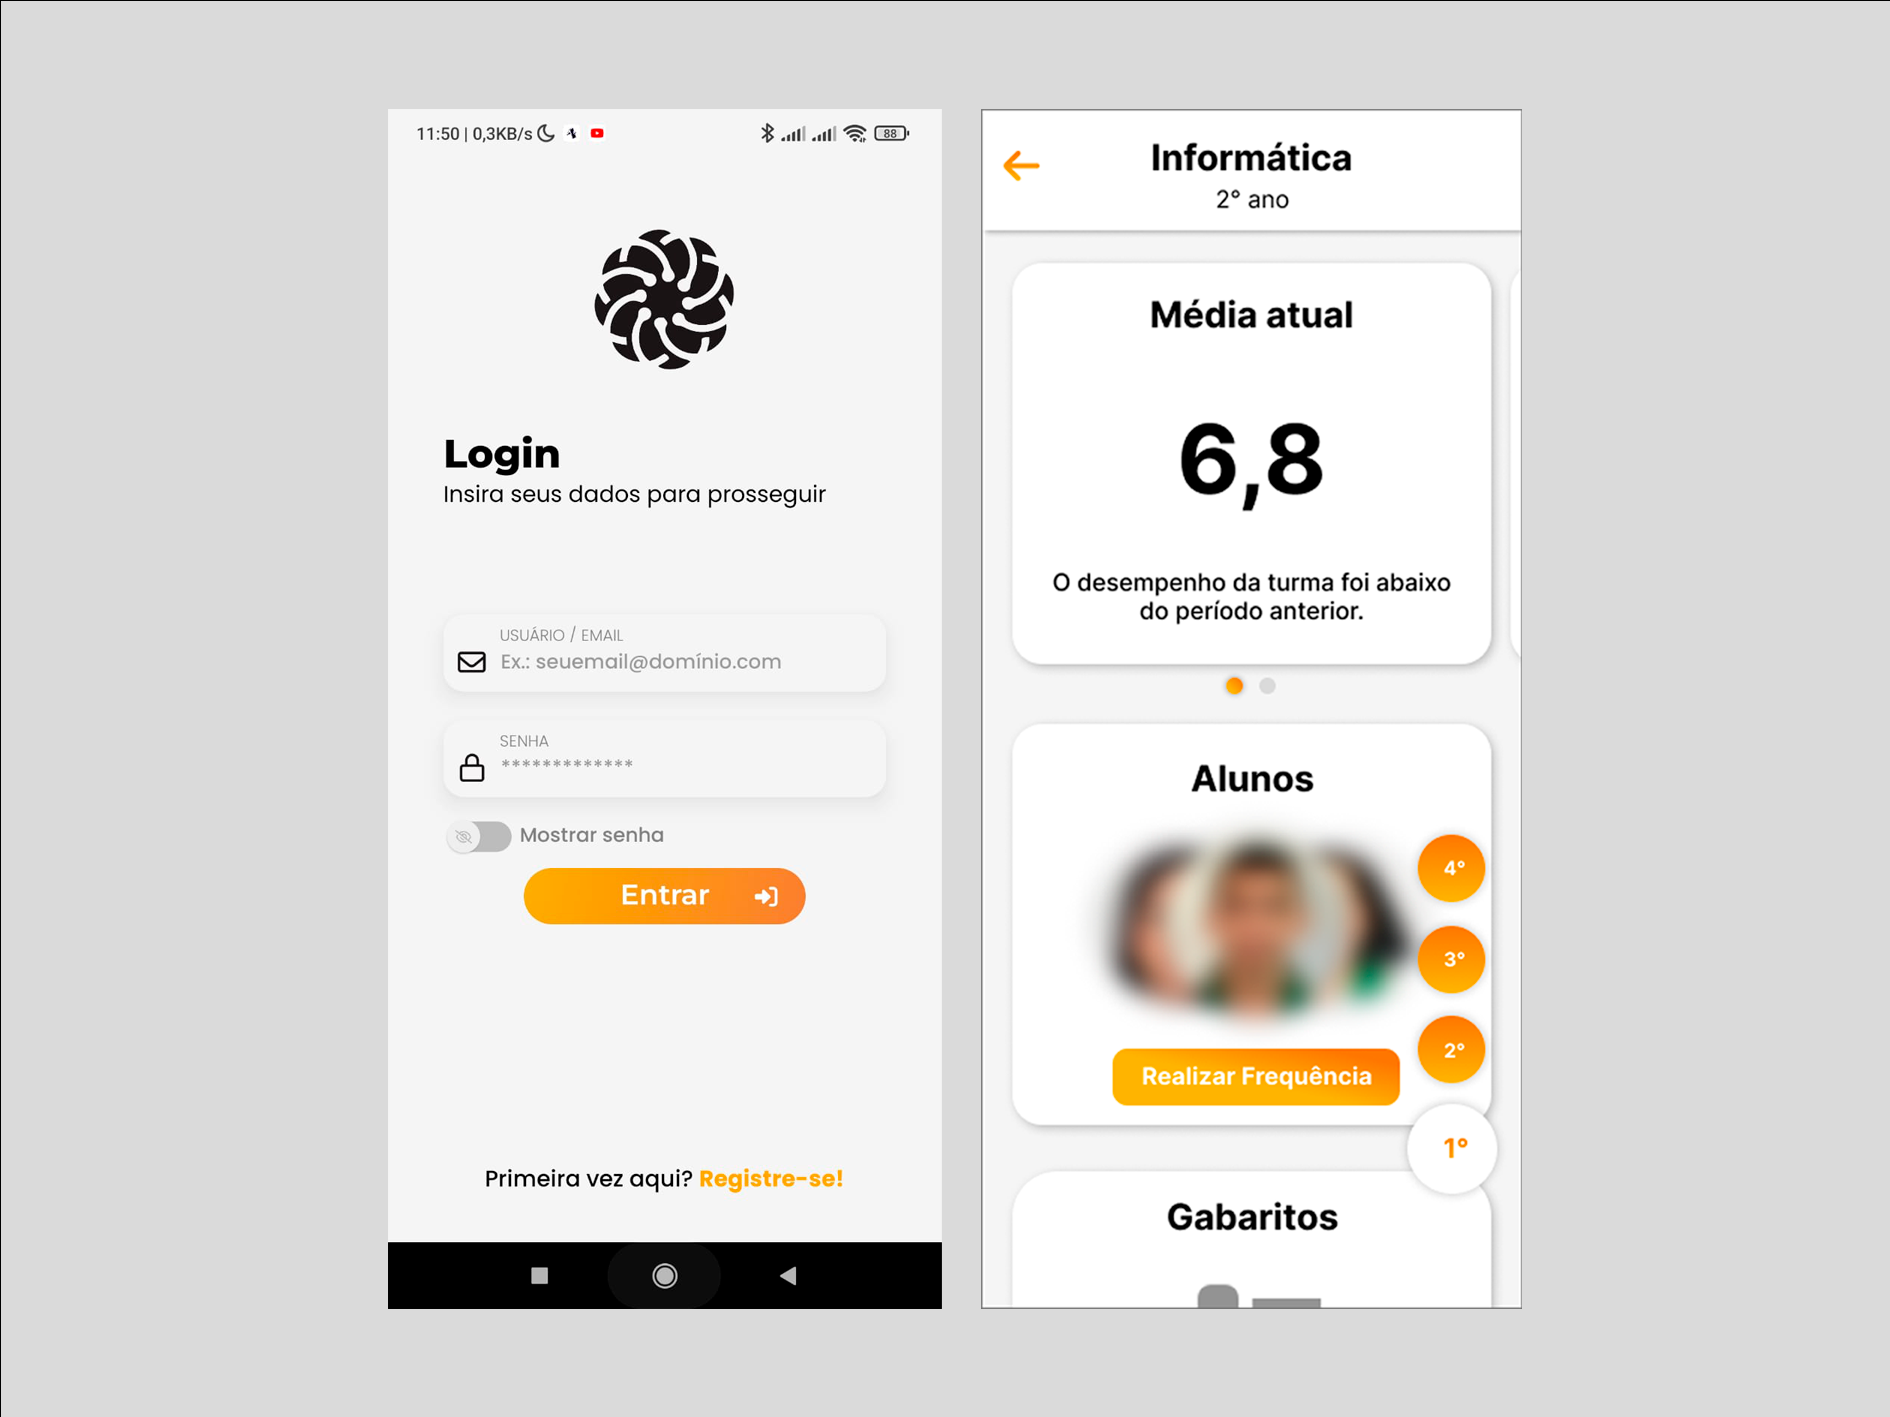 11:50 | 0,3KB/s
88
Login
Insira seus dados para prosseguir
USUÁRIO / EMAIL
Ex.: seuemail@domínio.com
SENHA
*************
Mostrar senha
Entrar
Primeira vez aqui? Registre-se!
Informática
2° ano
Média atual
6,8
O desempenho da turma foi abaixo
do período anterior.
Alunos
4°
3°
2°
Realizar Frequência
1°
Gabaritos